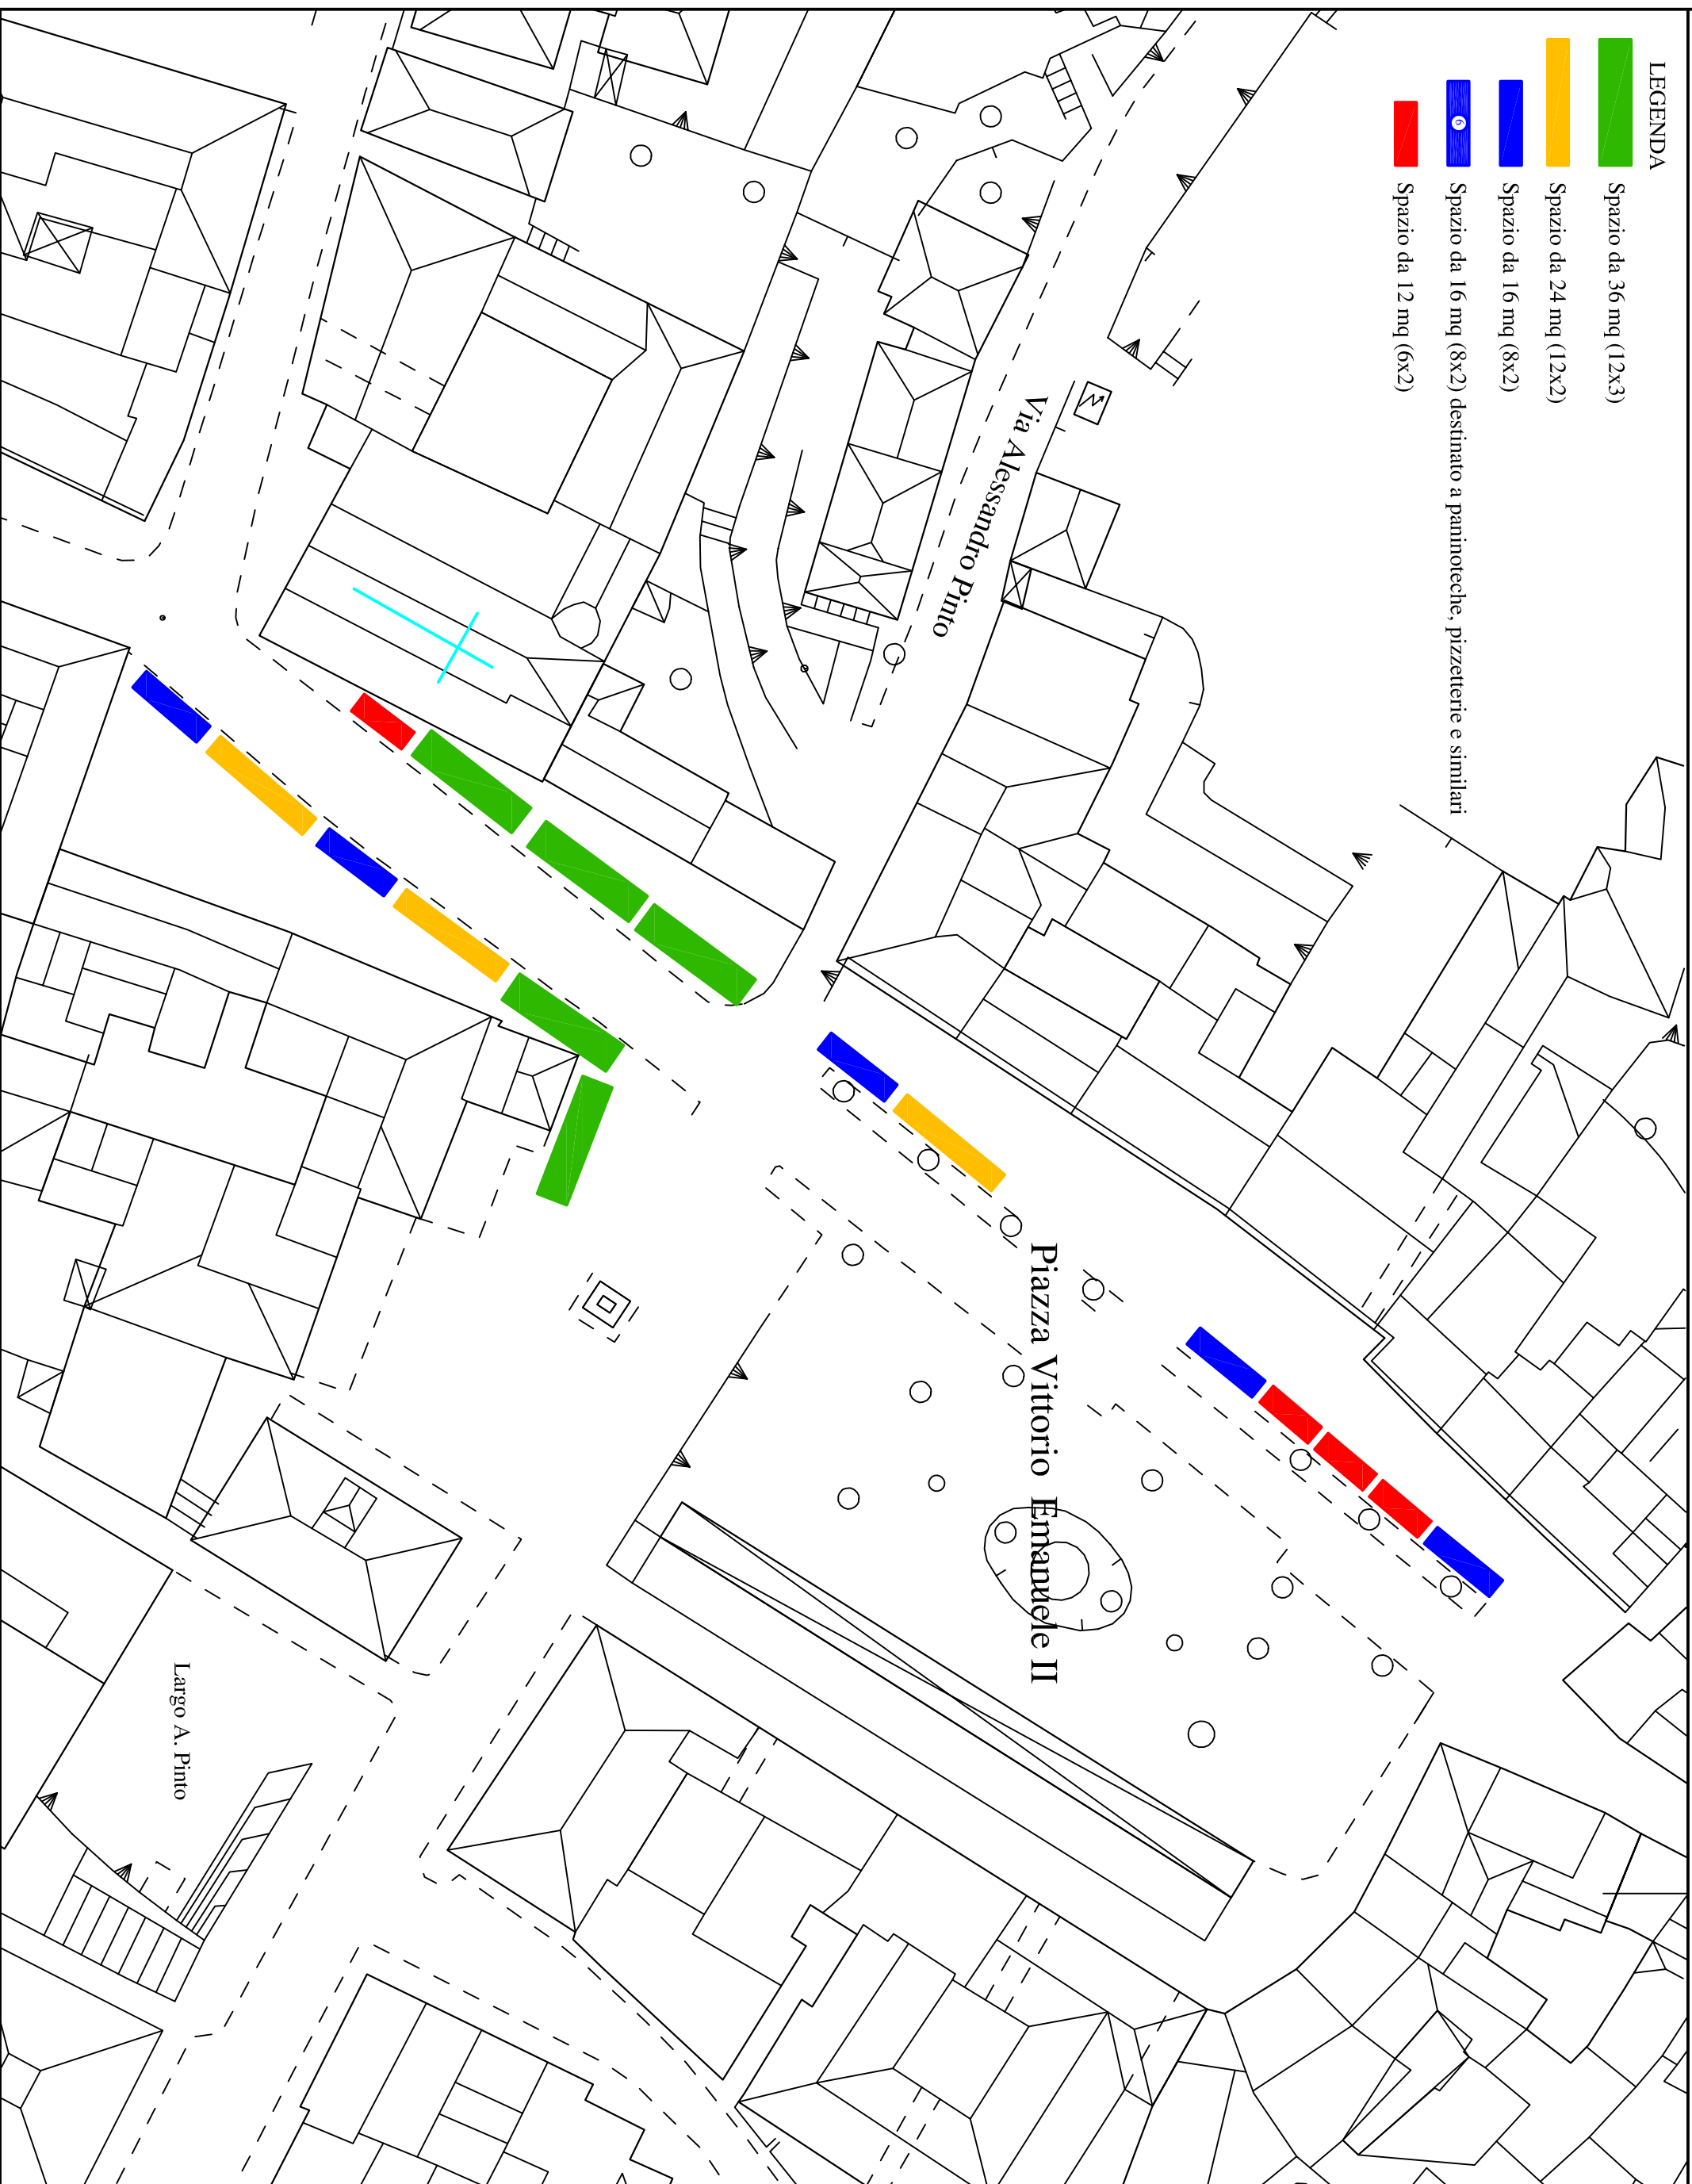 LEGENDA
Spazio da 36 mq (12x3)
Spazio da 24 mq (12x2)
Spazio da 16 mq (8x2)
6 Spazio da 16 mq (8x2) destinato a paninoteche, pizzetterie e similari
Spazio da 12 mq (6x2)
Via Alessandro Pinto
Piazza Vittorio Emanuele II
Largo A. Pinto